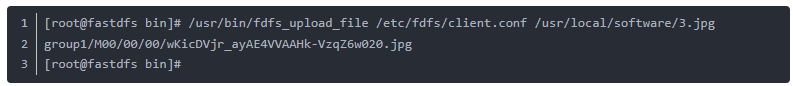 1 [root@fastdfs bin]# /usr/bin/fdfs_upload_file /etc/fdfs/client.conf /usr/local/software/3.jpg
2 group1/M00/00/00/wKicDVjr_ayAE4VVAAHk-VzqZ6w020.jpg
3 [root@fastdfs bin]#